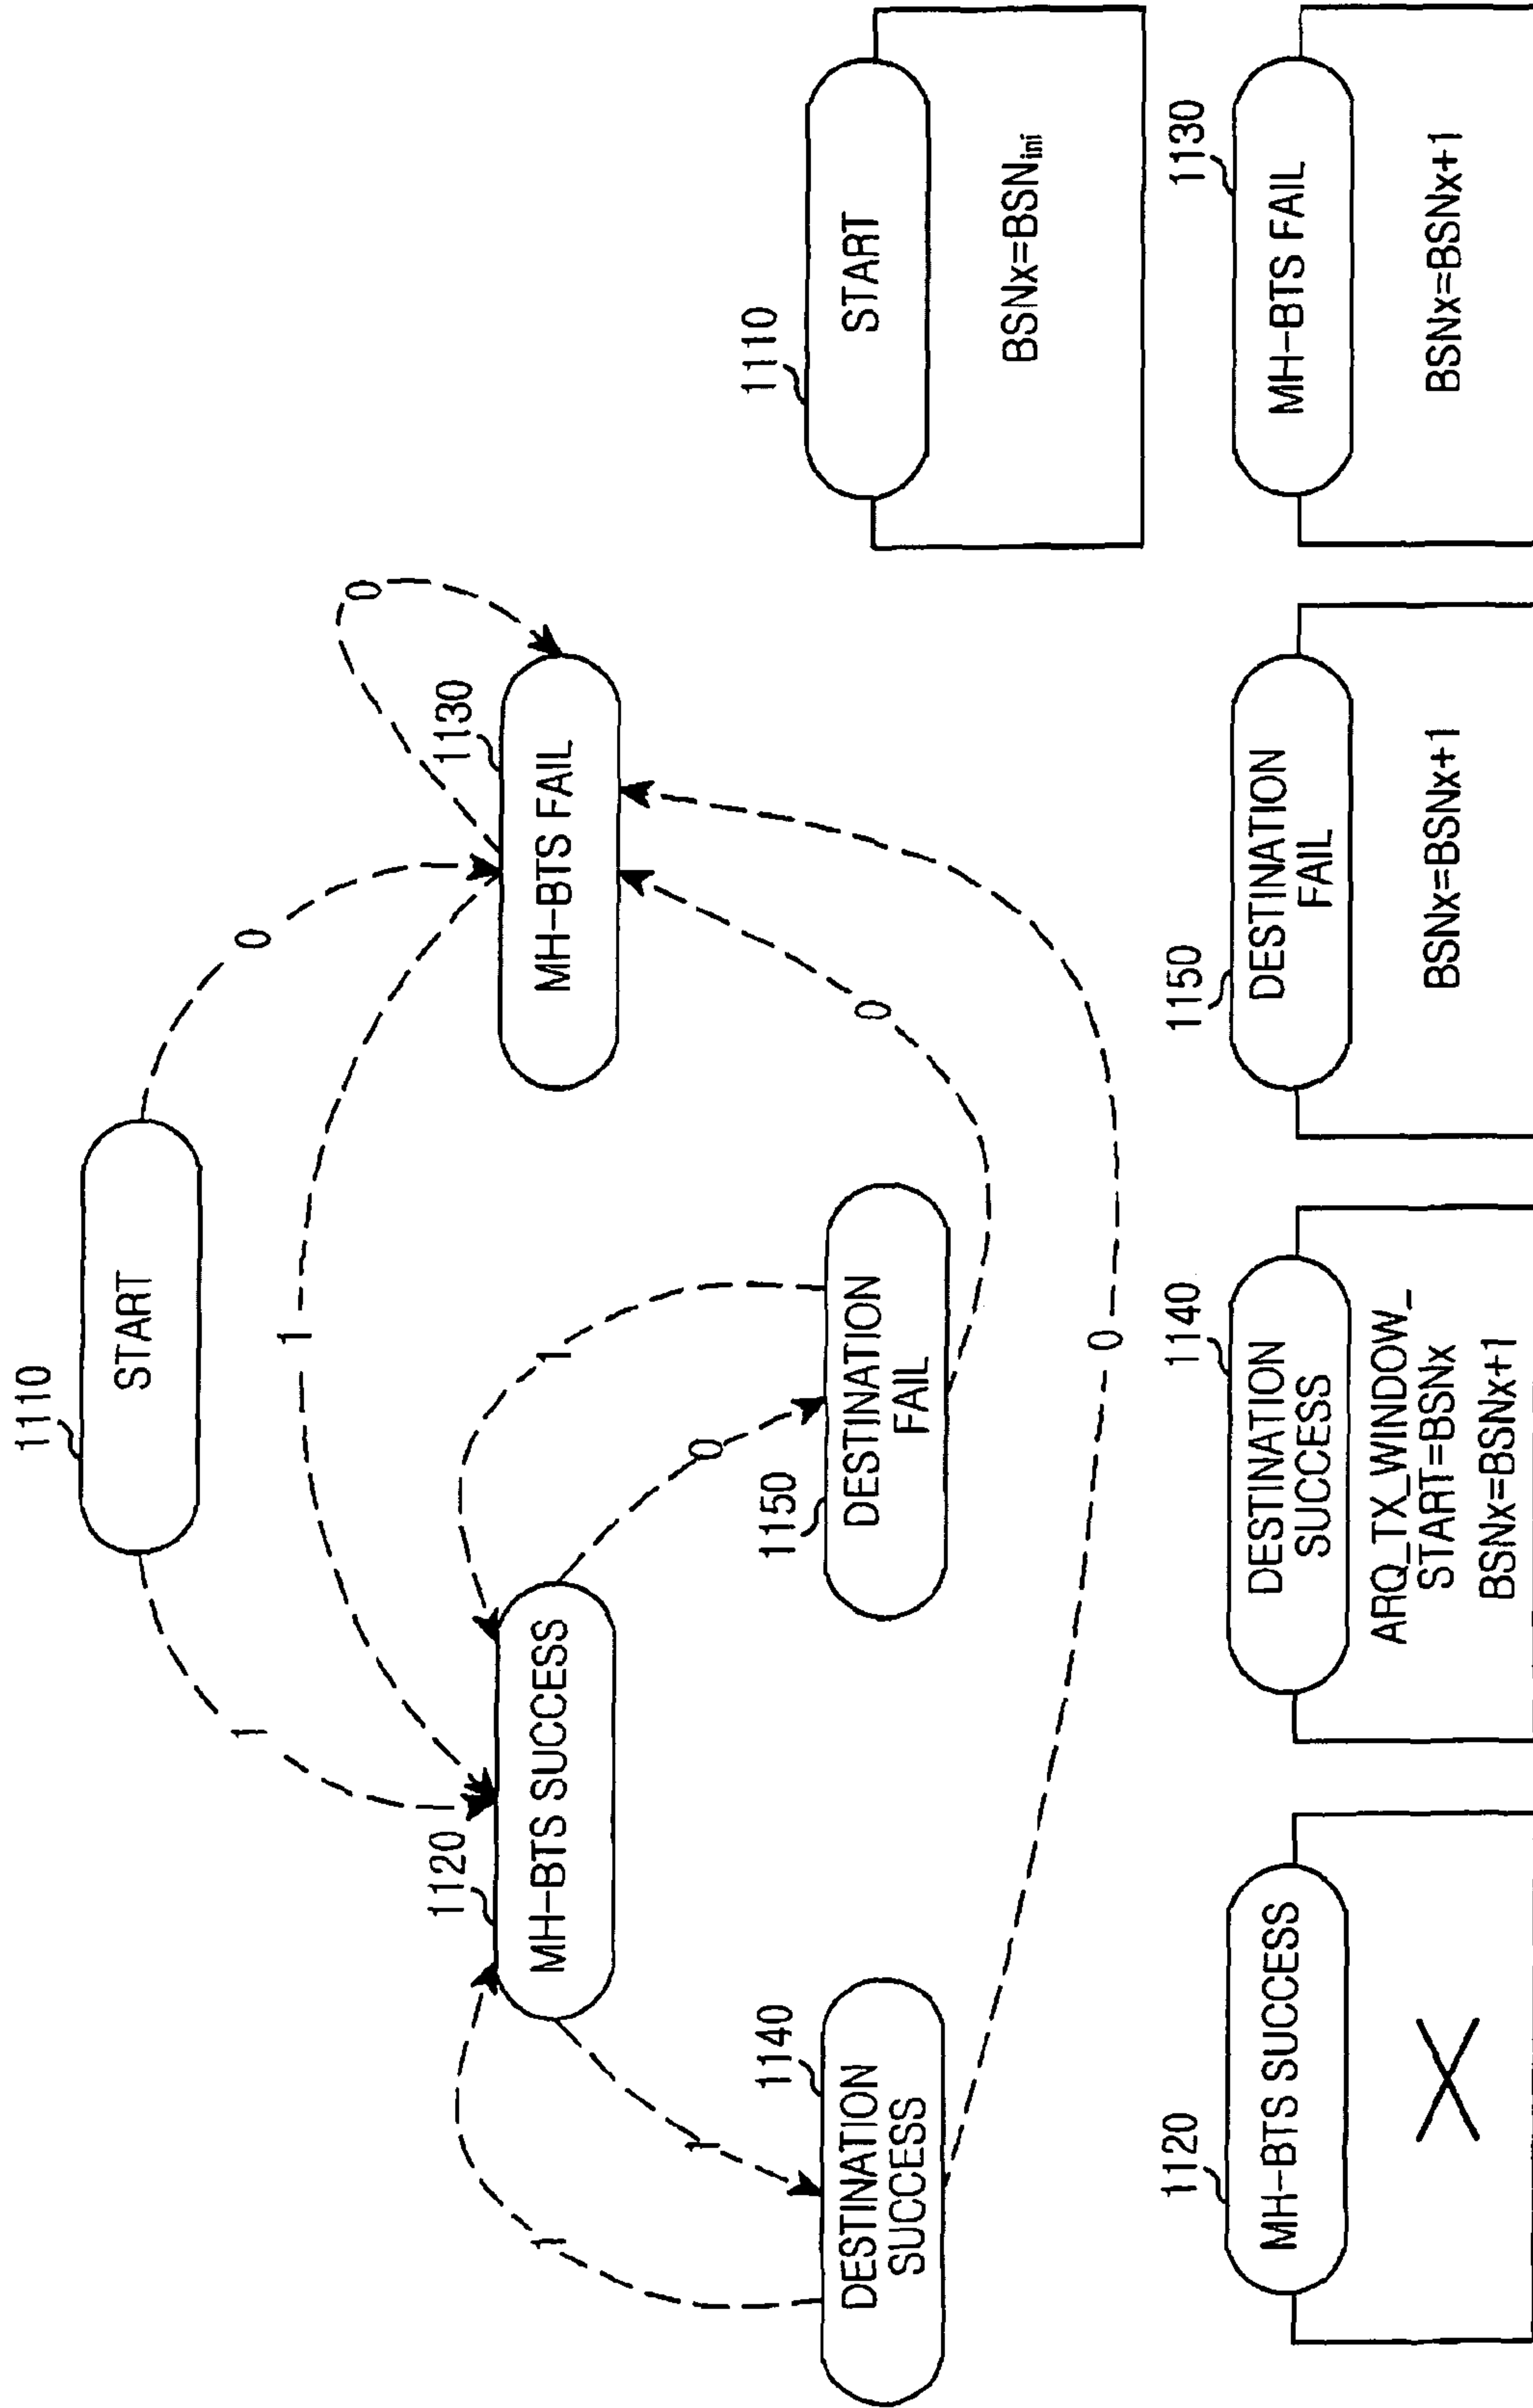 1110
START
1
0
1
1120
MH-BTS SUCCESS
1130
MH-BTS FAIL
0
1
1
0
1
1140
DESTINATION
SUCCESS
1150
DESTINATION
FAIL
0
0
1110
START
BSNx=BSNini
1120
MH-BTS SUCCESS
X
1140
DESTINATION
SUCCESS
ARQ_TX_WINDOW_
START=BSNx
BSNx=BSNx+1
1150
DESTINATION
FAIL
BSNx=BSNx+1
1130
MH-BTS FAIL
BSNx=BSNx+1